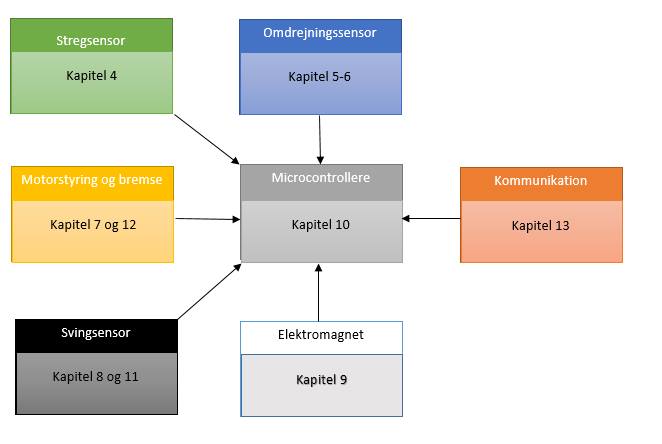 Stregsensor
Kapitel 4
Omdrejningssensor
Kapitel 5-6
Motorstyring og bremse
Kapitel 7 og 12
Microcontrollere
Kapitel 10
Kommunikation
Kapitel 13
Svingsensor
Kapitel 8 og 11
Elektromagnet
Kapitel 9